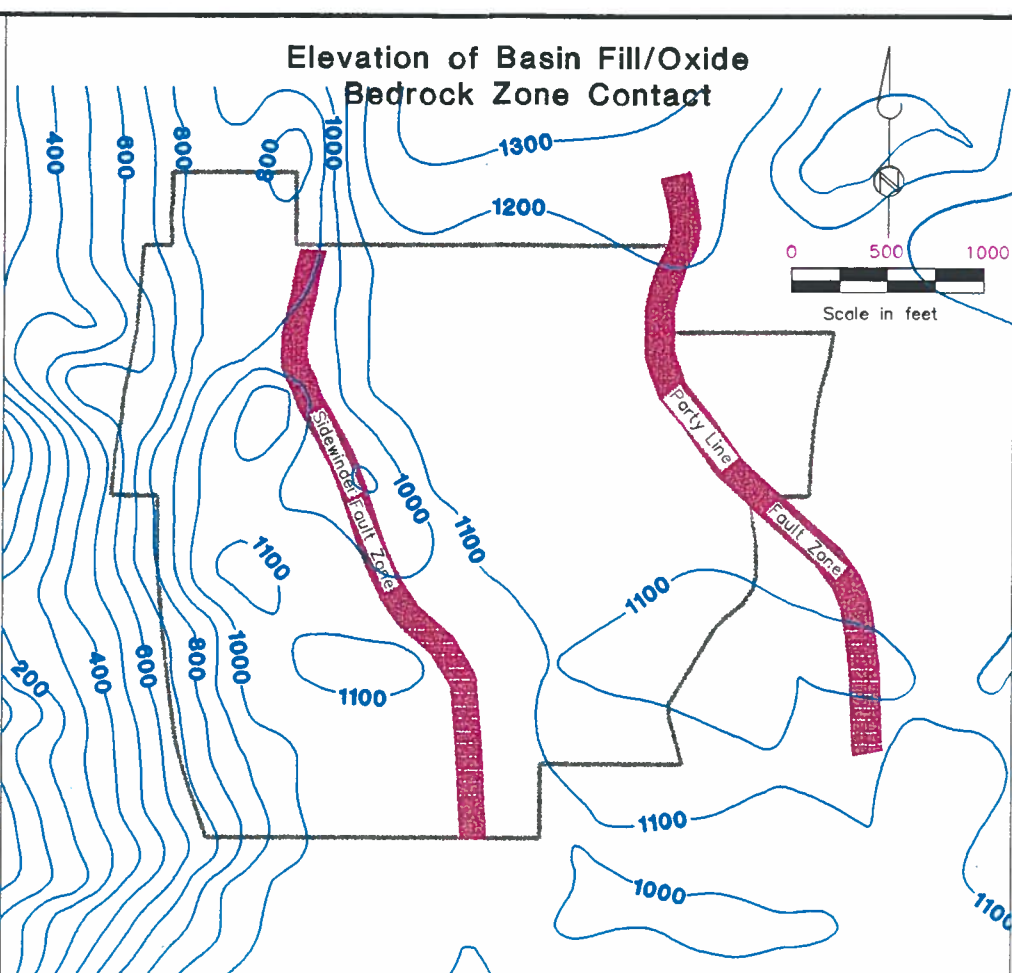 Elevation of Basin Fill/Oxide
Bedrock Zone Contact
400
600
800
800
1000
1300
1200
N
0 500 1000
Scale in feet
Party Line
Fault Zone
Sidewinder Fault Zone
1000
1100
1100
1100
200
400
600
800
1000
1100
1100
1000
1100